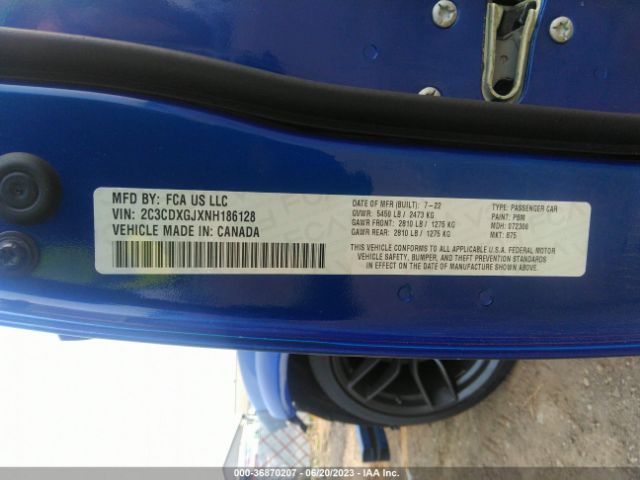 MFD BY: FCA US LLC
VIN: 2C3CDXGJXNH186128
VEHICLE MADE IN: CANADA
DATE OF MFR (BUILT): 7-22
GVWR: 5450 LB / 2473 KG
GAWR FRONT: 2810 LB / 1275 KG
GAWR REAR: 2810 LB / 1275 KG
TYPE: PASSENGER CAR
PAINT: PBM
MDH: 072308
MKT: B75
THIS VEHICLE CONFORMS TO ALL APPLICABLE U.S.A. FEDERAL MOTOR
VEHICLE SAFETY, BUMPER, AND THEFT PREVENTION STANDARDS
IN EFFECT ON THE DATE OF MANUFACTURE SHOWN ABOVE.
000-36870207 - 06/20/2023 - IAA Inc.